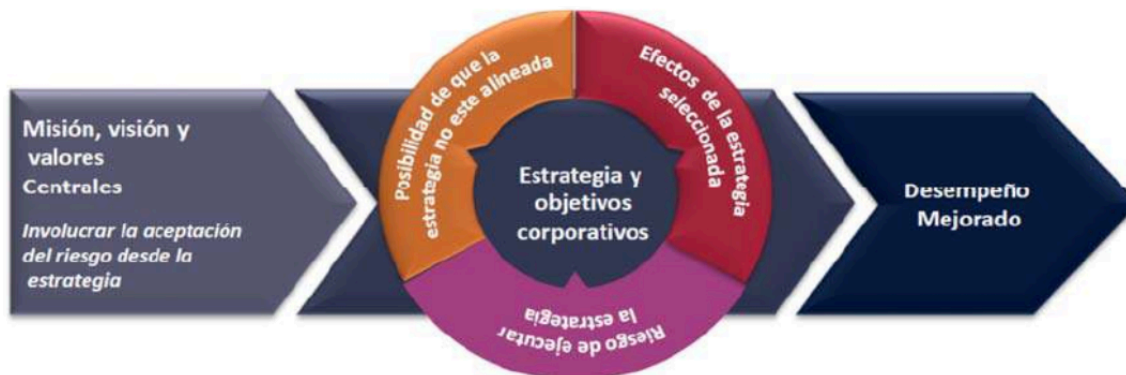 Misión, visión y
valores
Centrales
Involucrar la aceptación
del riesgo desde la
estrategia
Posibilidad de que la
estrategia no este alineada
Efectos de la estrategia
seleccionada
Estrategia y
objetivos
corporativos
Riesgo de ejecutar
la estrategia
Desempeño
Mejorado